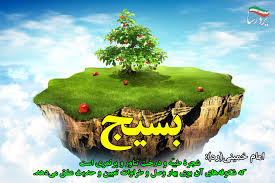 بسیج
امام خمینی(ره):
شجرهٔ طیبه و درخت تناور و پرثمری است
که شکوفه‌های آن بوی بهار وصل و طراوت یقین و حدیث عشق می‌دهد.